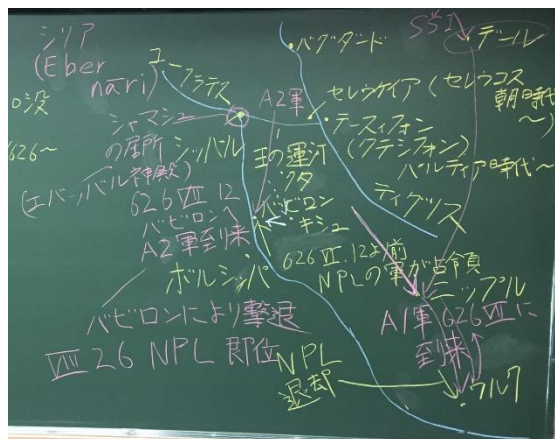 シリア
(Eber
nāri)
ユーフラテス
バグダード
SSI
デール
0没
626〜
シャマシュ
の居所
シッパル
(エバッバル神殿)
A2軍
セレウケイア(セレウコス
朝時代
〜)
テースィフォン
(クテシフォン)
パルティア時代〜
王の運河
クタ
ティグリス
626 Ⅶ 12
バビロンへ
A2軍到来
バビロン
キシュ
ボルシッパ
626 Ⅶ.12より前
NPLの軍が占領
ニップル
A1軍 626 Ⅶに
到来
バビロンにより撃退
Ⅷ 26 NPL 即位
NPL
退却
ウルク